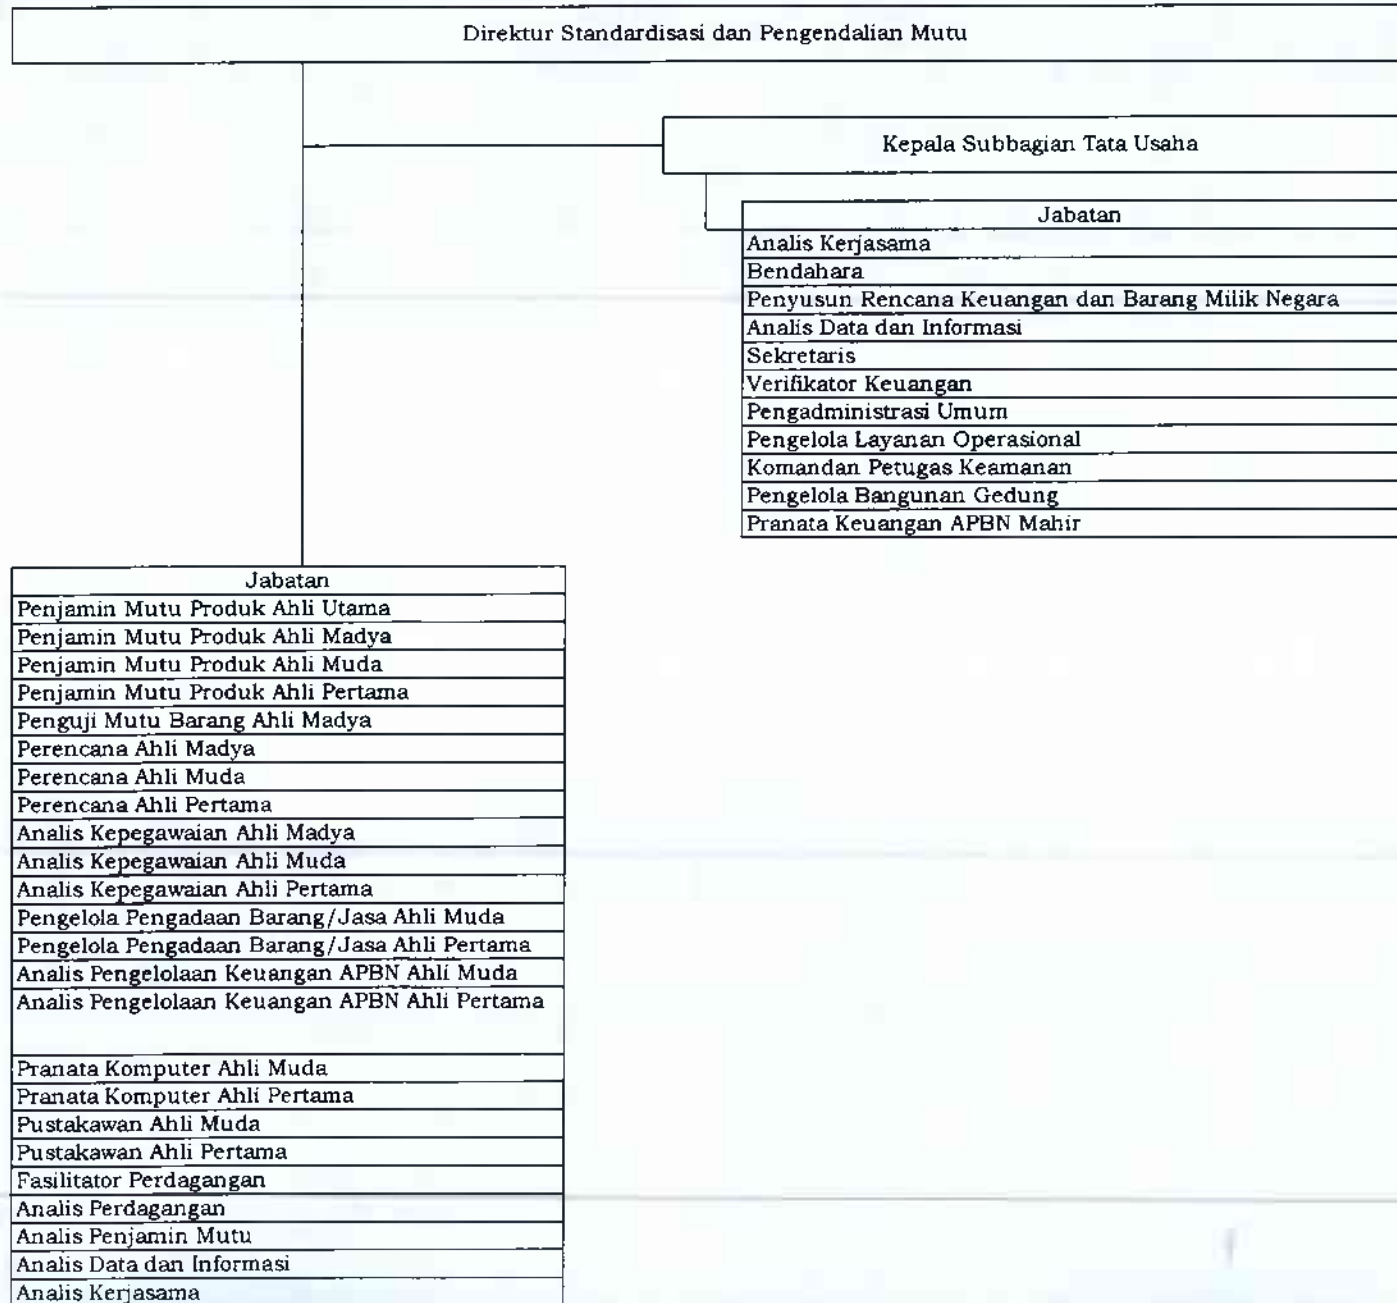 Direktur Standardisasi dan Pengendalian Mutu
Kepala Subbagian Tata Usaha
Jabatan
Analis Kerjasama
Bendahara
Penyusun Rencana Keuangan dan Barang Milik Negara
Analis Data dan Informasi
Sekretaris
Verifikator Keuangan
Pengadministrasi Umum
Pengelola Layanan Operasional
Komandan Petugas Keamanan
Pengelola Bangunan Gedung
Pranata Keuangan APBN Mahir
Jabatan
Penjamin Mutu Produk Ahli Utama
Penjamin Mutu Produk Ahli Madya
Penjamin Mutu Produk Ahli Muda
Penjamin Mutu Produk Ahli Pertama
Penguji Mutu Barang Ahli Madya
Perencana Ahli Madya
Perencana Ahli Muda
Perencana Ahli Pertama
Analis Kepegawaian Ahli Madya
Analis Kepegawaian Ahli Muda
Analis Kepegawaian Ahli Pertama
Pengelola Pengadaan Barang/Jasa Ahli Muda
Pengelola Pengadaan Barang/Jasa Ahli Pertama
Analis Pengelolaan Keuangan APBN Ahli Muda
Analis Pengelolaan Keuangan APBN Ahli Pertama
Pranata Komputer Ahli Muda
Pranata Komputer Ahli Pertama
Pustakawan Ahli Muda
Pustakawan Ahli Pertama
Fasilitator Perdagangan
Analis Perdagangan
Analis Penjamin Mutu
Analis Data dan Informasi
Analis Kerjasama